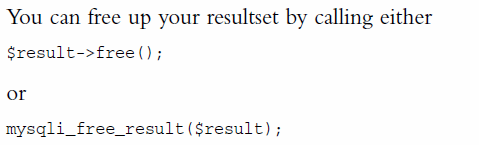 You can free up your resultset by calling either
$result->free();
or
mysqli_free_result($result);